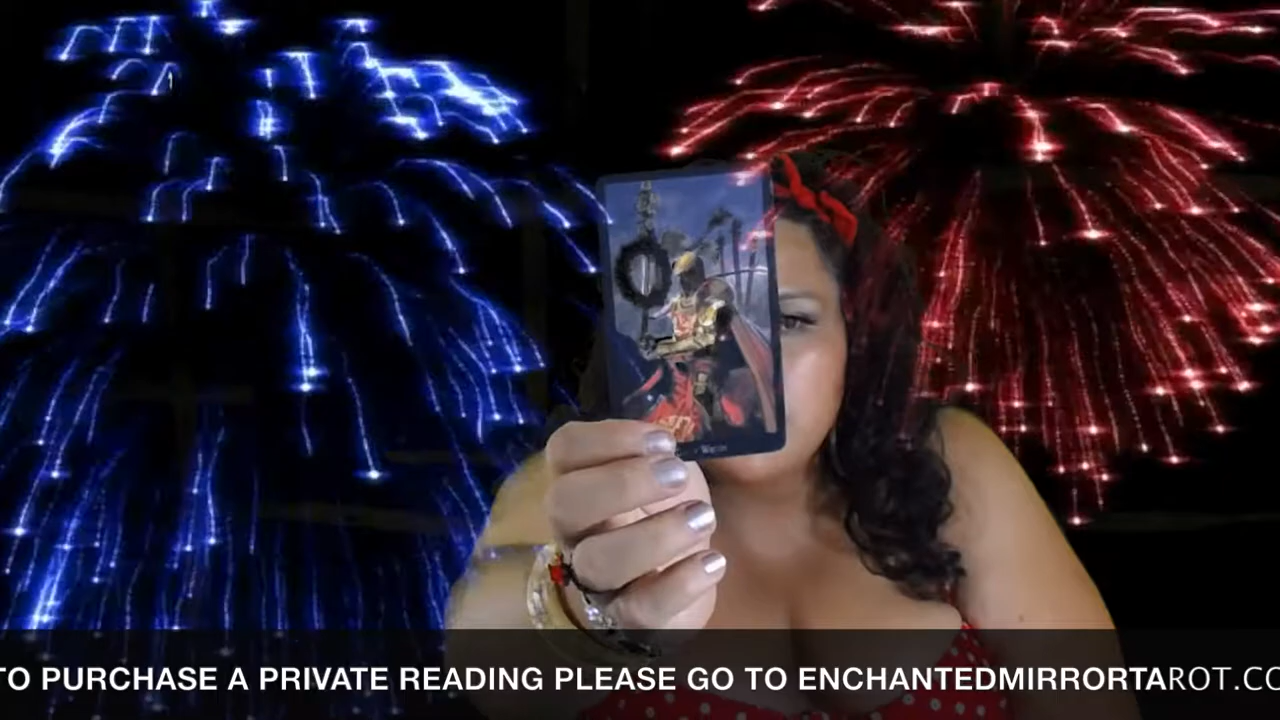 TO PURCHASE A PRIVATE READING PLEASE GO TO ENCHANTEDMIRRORTAROT.CO